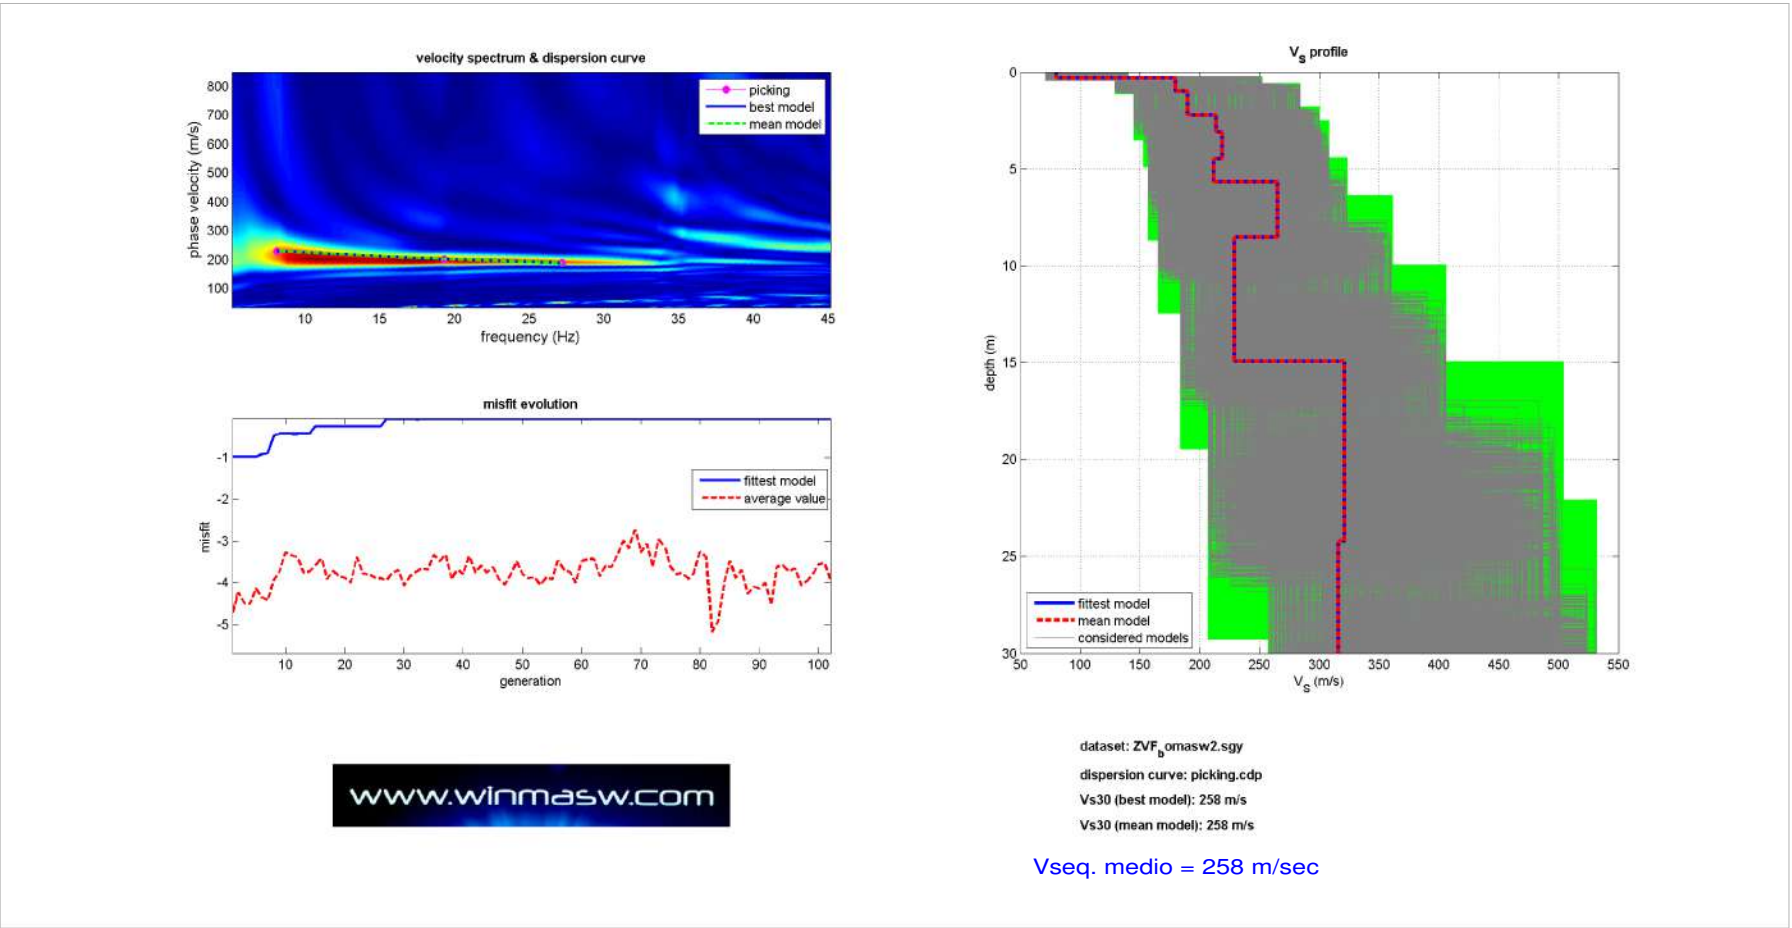 velocity spectrum & dispersion curve
picking
best model
mean model
800
700
600
500
400
300
200
100
phase velocity (m/s)
10 15 20 25 30 35 40 45
frequency (Hz)
misfit evolution
fittest model
average value
-1
-2
-3
-4
-5
misfit
10 20 30 40 50 60 70 80 90 100
generation
www.winmasw.com
VS profile
0
5
10
15
20
25
30
depth (m)
fittest model
mean model
considered models
50 100 150 200 250 300 350 400 450 500 550
VS (m/s)
dataset: ZVFbomasw2.sgy
dispersion curve: picking.cdp
Vs30 (best model): 258 m/s
Vs30 (mean model): 258 m/s
Vseq. medio = 258 m/sec